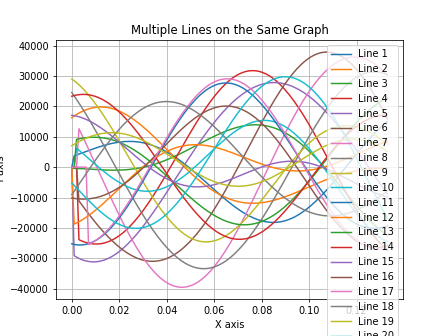 Multiple Lines on the Same Graph
40000
30000
20000
10000
0
−10000
−20000
−30000
−40000
0.00 0.02 0.04 0.06 0.08 0.10
X axis
axis
Line 1
Line 2
Line 3
Line 4
Line 5
Line 6
Line 7
Line 8
Line 9
Line 10
Line 11
Line 12
Line 13
Line 14
Line 15
Line 16
Line 17
Line 18
Line 19
Line 20